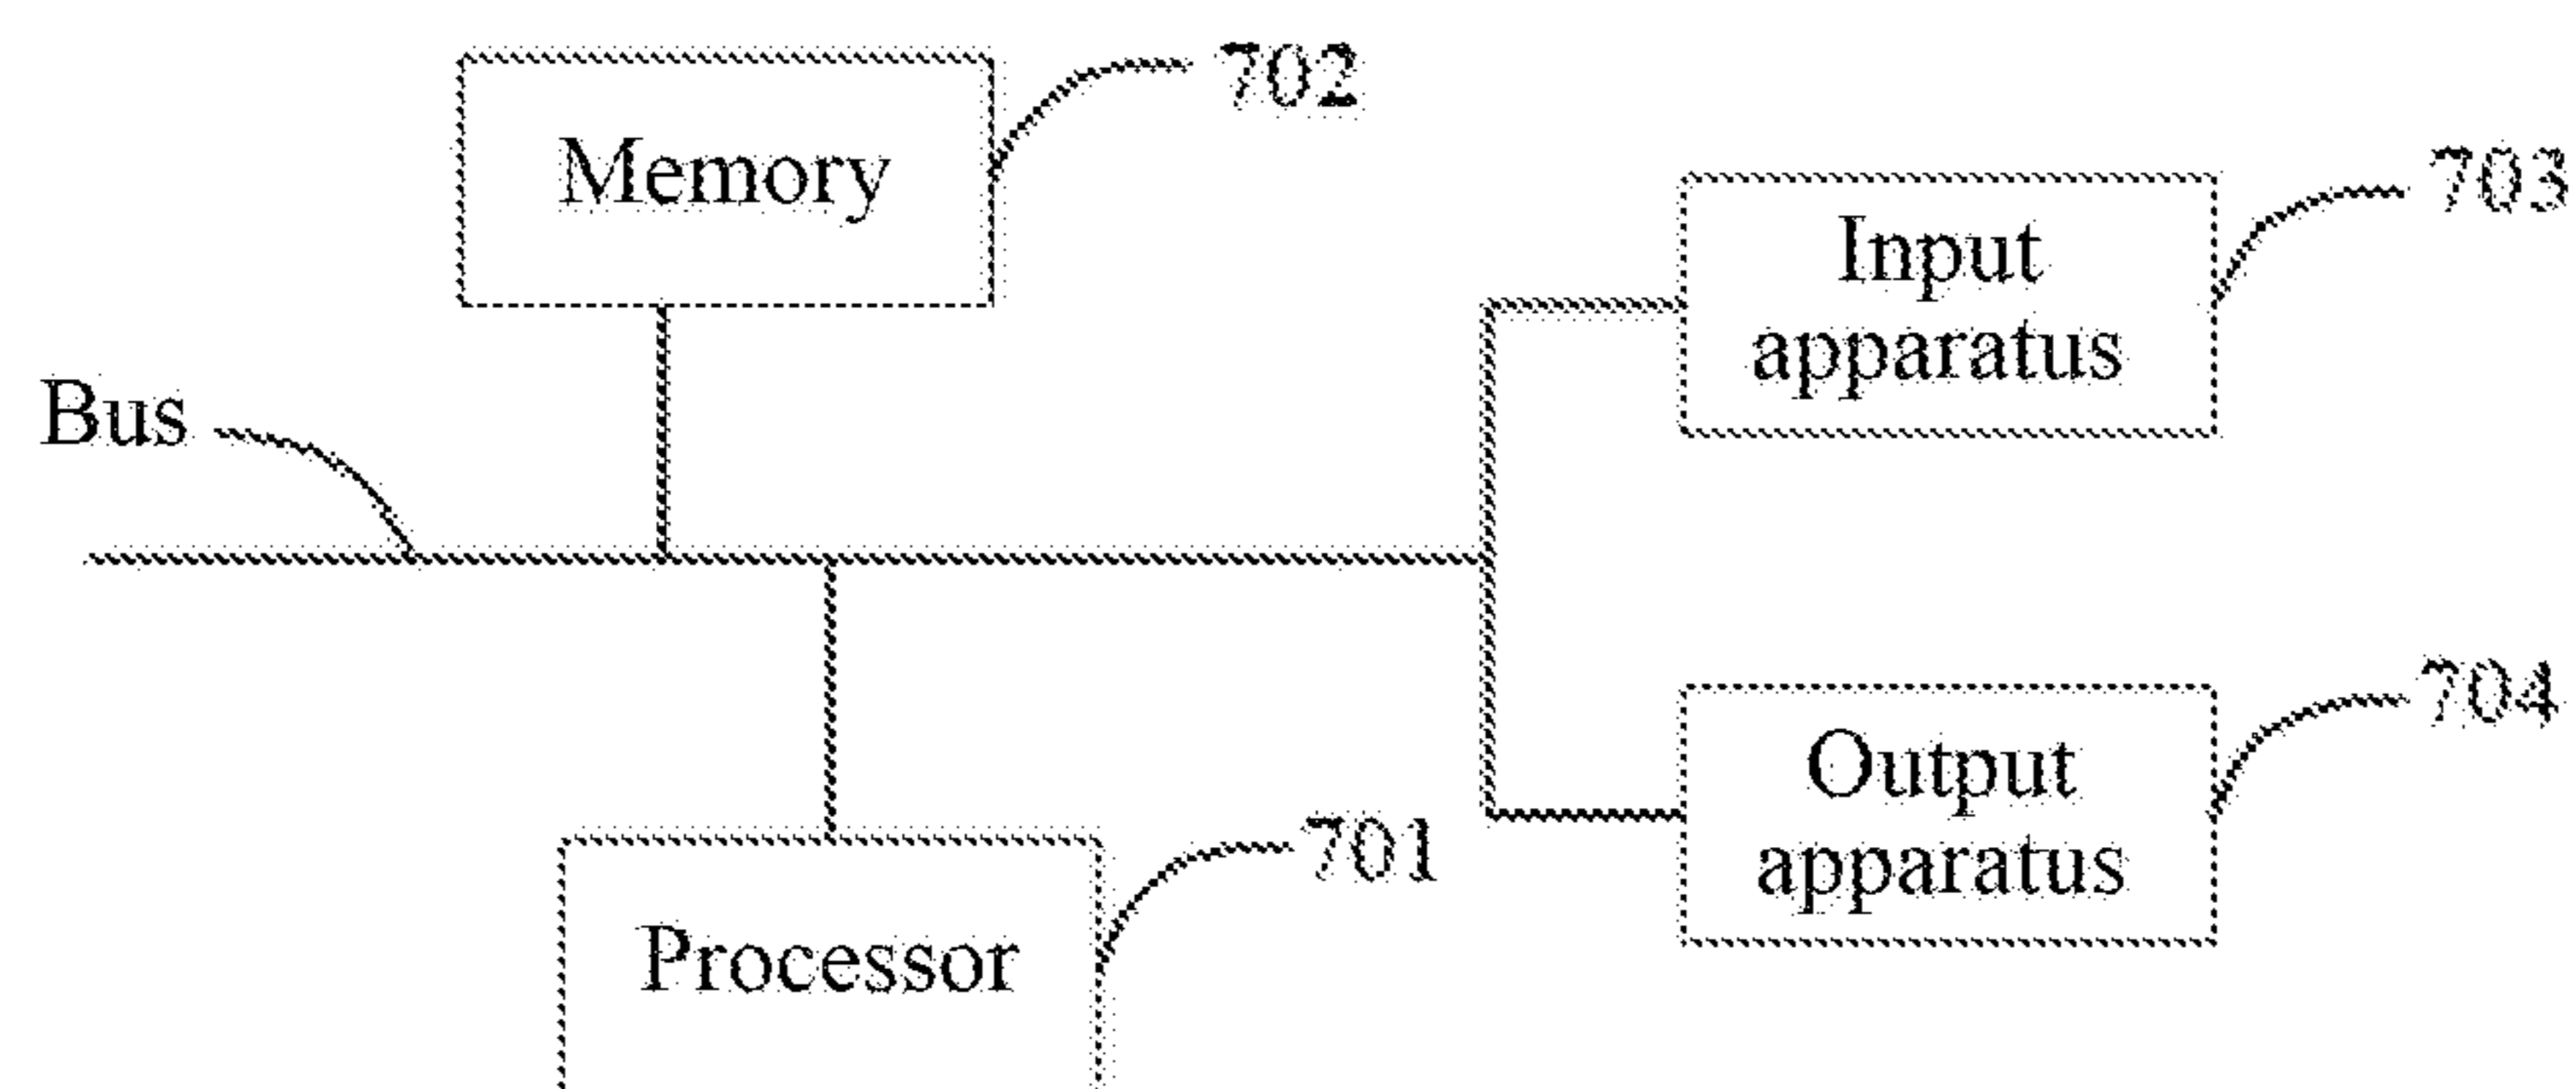 702
Memory
703
Input
apparatus
Bus
704
Output
apparatus
701
Processor